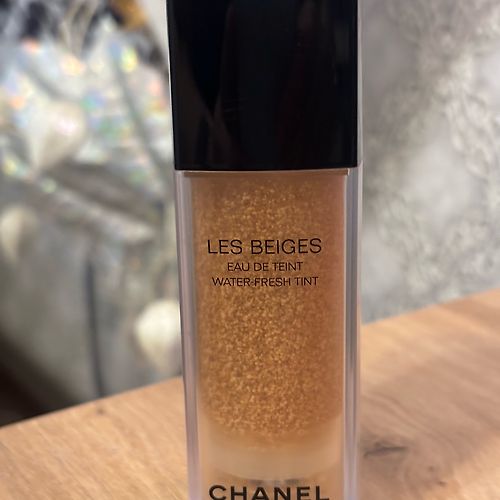 LES BEIGES
EAU DE TEINT
WATER-FRESH TINT
CHANEL